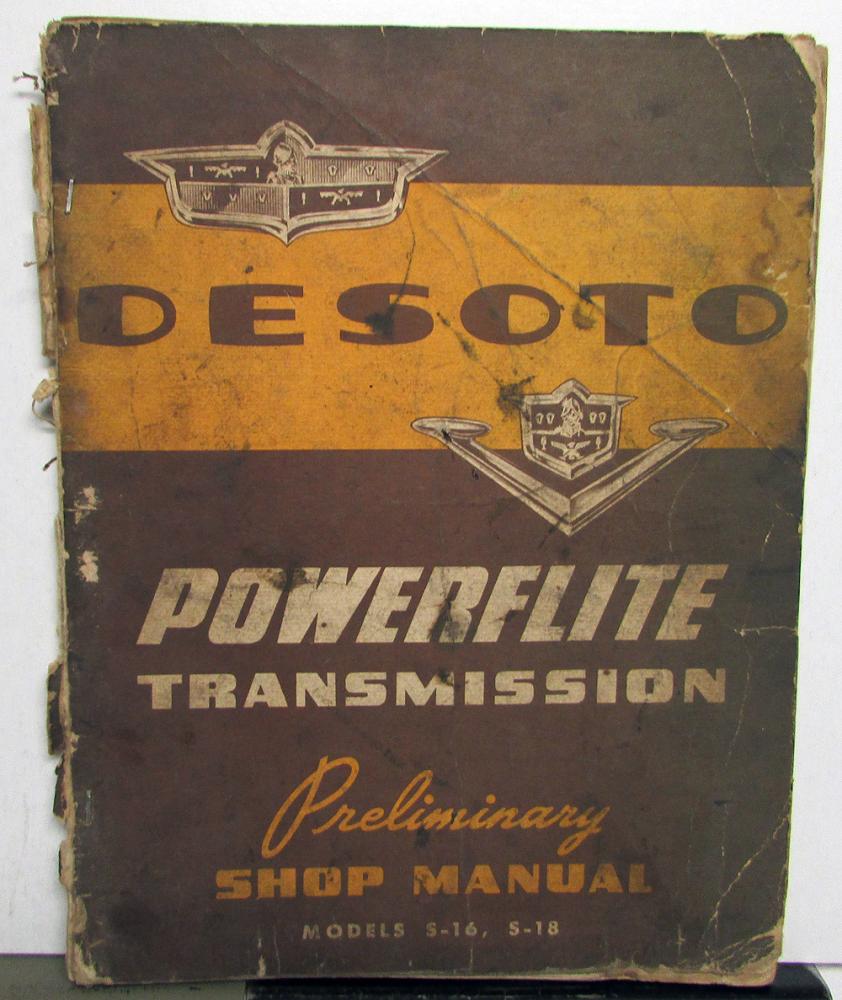 DESOTO
POWERFLITE
TRANSMISSION
Preliminary
SHOP MANUAL
MODELS S-16, S-18